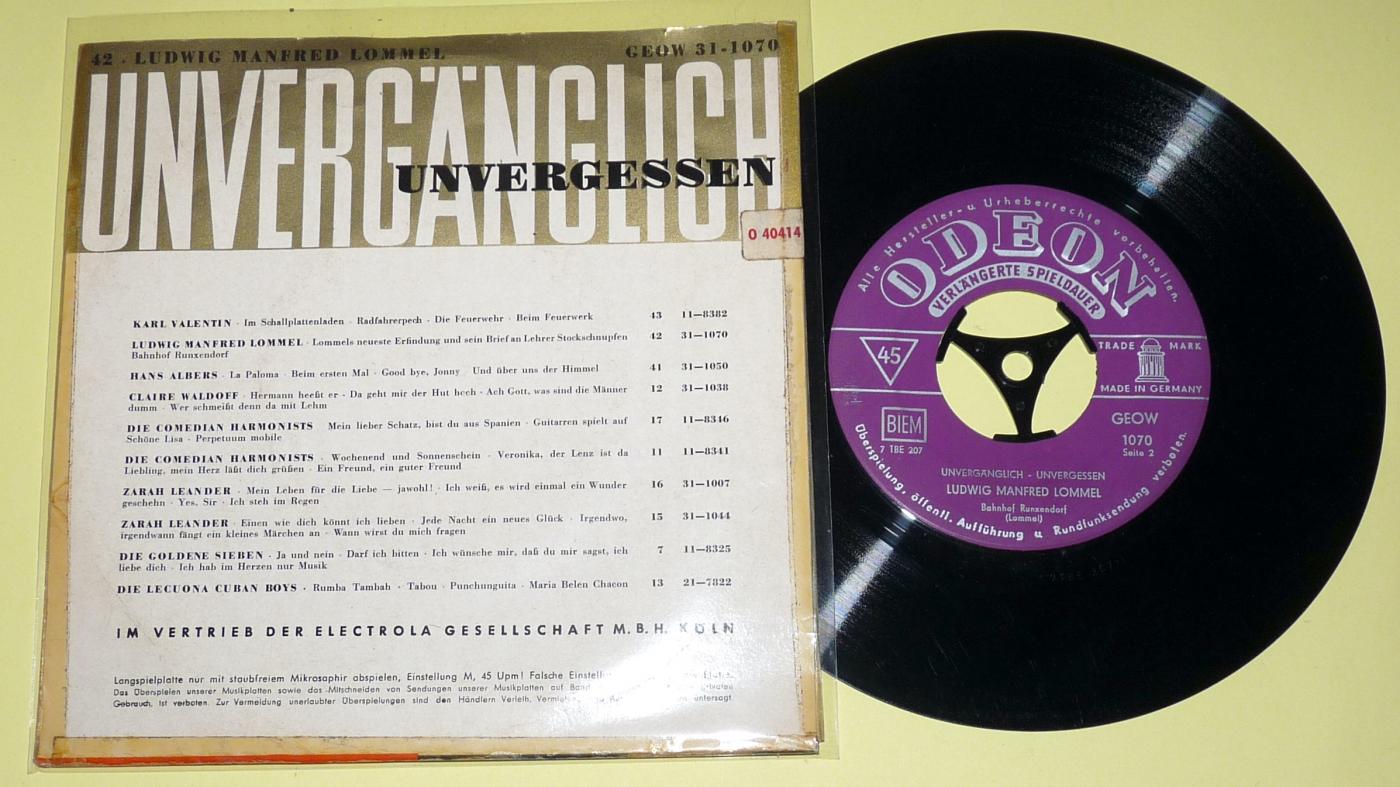 42 · LUDWIG MANFRED LOMMEL GEOW 31-1070
UNVERGÄNGLICH
UNVERGESSEN
O 40414
KARL VALENTIN · Im Schallplattenladen · Radfahrerpech · Die Feuerwehr · Beim Feuerwerk 43 11—8382
LUDWIG MANFRED LOMMEL · Lommels neueste Erfindung und sein Brief an Lehrer Stockschnupfen 42 31—1070
Bahnhof Runxendorf
HANS ALBERS · La Paloma · Beim ersten Mal · Good bye, Jonny · Und über uns der Himmel 41 31—1050
CLAIRE WALDOFF · Hermann heeßt er · Da geht mir der Hut hoch · Ach Gott, was sind die Männer 12 31—1038
dumm · Wer schmeißt denn da mit Lehm
DIE COMEDIAN HARMONISTS Mein lieber Schatz, bist du aus Spanien · Guitarren spielt auf 17 11—8346
Schöne Lisa · Perpetuum mobile
DIE COMEDIAN HARMONISTS · Wochenend und Sonnenschein · Veronika, der Lenz ist da 11 11—8341
Liebling, mein Herz läßt dich grüßen · Ein Freund, ein guter Freund
ZARAH LEANDER · Mein Leben für die Liebe — jawohl! · Ich weiß, es wird einmal ein Wunder 16 31—1007
geschehn · Yes, Sir · Ich steh im Regen
ZARAH LEANDER · Einen wie dich könnt ich lieben · Jede Nacht ein neues Glück · Irgendwo, 15 31—1044
irgendwann fängt ein kleines Märchen an · Wann wirst du mich fragen
DIE GOLDENE SIEBEN · Ja und nein · Darf ich bitten · Ich wünsche mir, daß du mir sagst, ich 7 11—8325
liebe dich · Ich hab im Herzen nur Musik
DIE LECUONA CUBAN BOYS · Rumba Tambah · Tabou · Punchunguita · Maria Belen Chacon 13 21—7822
IM VERTRIEB DER ELECTROLA GESELLSCHAFT M.B.H. KÖLN
Langspielplatte nur mit staubfreiem Mikrosaphir abspielen, Einstellung M, 45 Upm! Falsche
Das Überspielen unserer Musikplatten sowie das Mitschneiden von Sendungen unserer Musikplatten auf Band
Gebrauch, ist verboten. Zur Vermeidung unerlaubter Überspielungen sind den Händlern Verleih, untersagt.
Alle Hersteller- u. Urheberrechte vorbehalten.
ODEON
VERLÄNGERTE SPIELDAUER
45
TRADE MARK
MADE IN GERMANY
BIEM
7 TBE 207
GEOW
1070
Seite 2
UNVERGÄNGLICH - UNVERGESSEN
LUDWIG MANFRED LOMMEL
Bahnhof Runxendorf
(Lommel)
Überspielung, öffentl. Aufführung u. Rundfunksendung verboten.